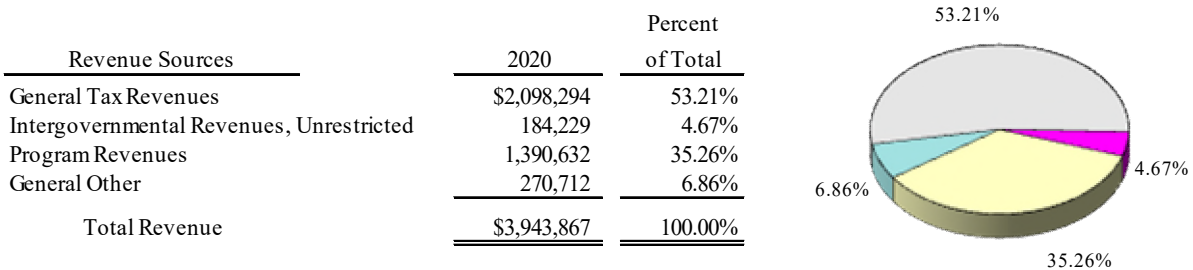 Percent
Revenue Sources 2020 of Total
General Tax Revenues $2,098,294 53.21%
Intergovernmental Revenues, Unrestricted 184,229 4.67%
Program Revenues 1,390,632 35.26%
General Other 270,712 6.86%
Total Revenue $3,943,867 100.00%
53.21%
4.67%
6.86%
35.26%